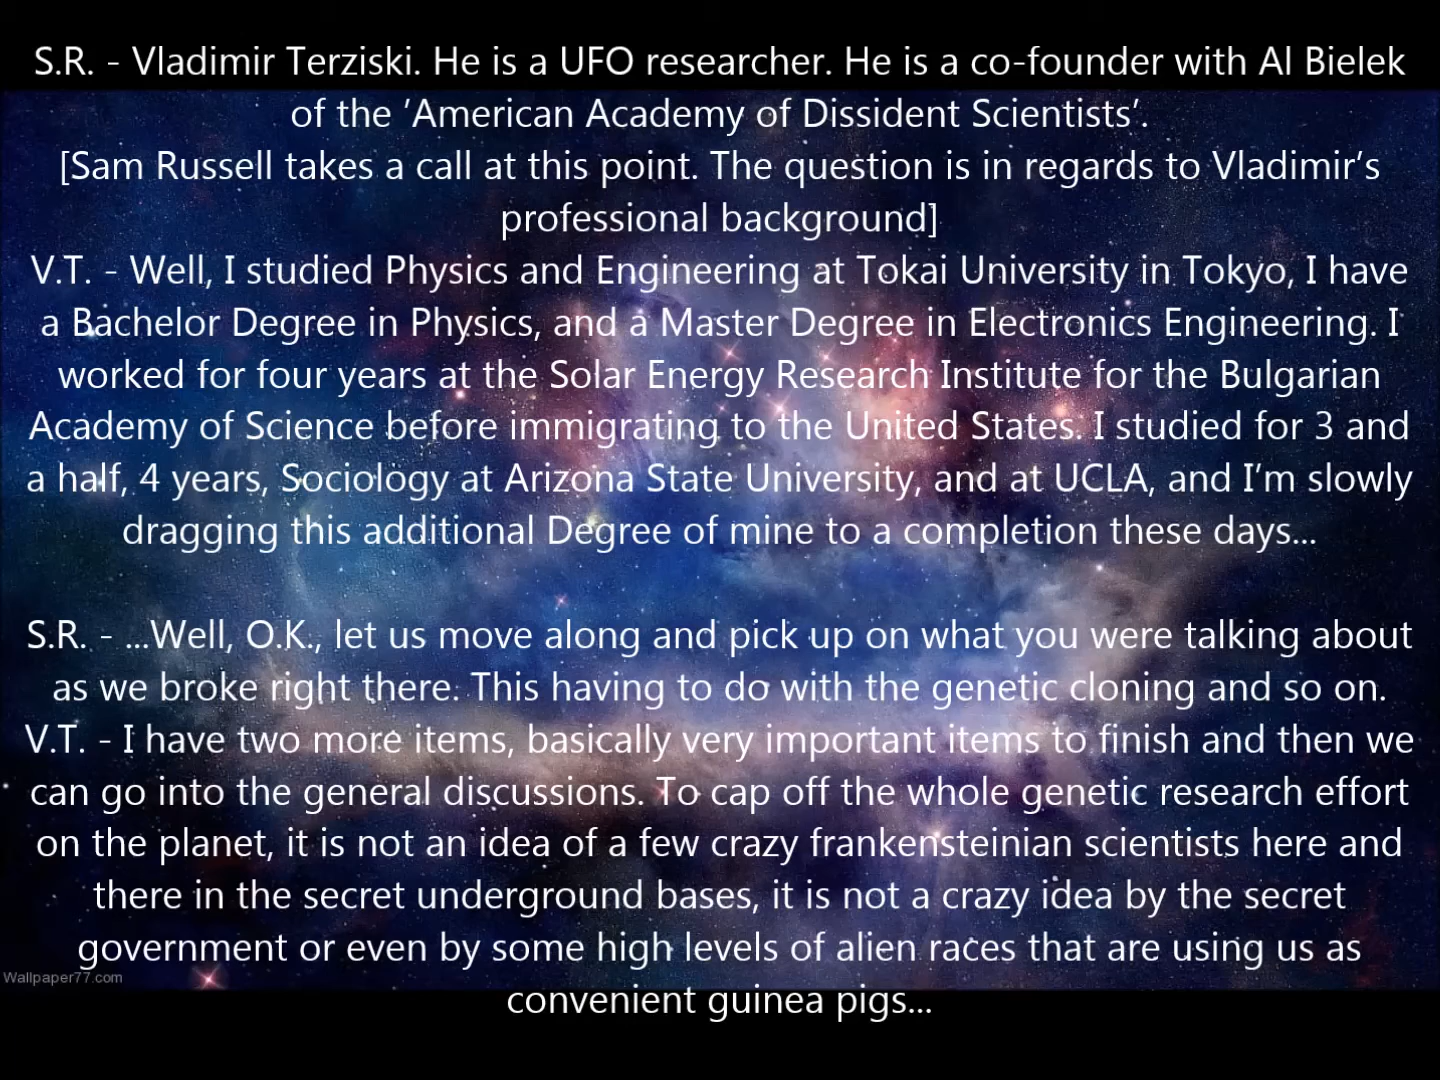 S.R. - Vladimir Terziski. He is a UFO researcher. He is a co-founder with Al Bielek
of the ‘American Academy of Dissident Scientists’.
[Sam Russell takes a call at this point. The question is in regards to Vladimir’s
professional background]
V.T. - Well, I studied Physics and Engineering at Tokai University in Tokyo, I have
a Bachelor Degree in Physics, and a Master Degree in Electronics Engineering. I
worked for four years at the Solar Energy Research Institute for the Bulgarian
Academy of Science before immigrating to the United States. I studied for 3 and
a half, 4 years, Sociology at Arizona State University, and at UCLA, and I’m slowly
dragging this additional Degree of mine to a completion these days...
S.R. - ...Well, O.K., let us move along and pick up on what you were talking about
as we broke right there. This having to do with the genetic cloning and so on.
V.T. - I have two more items, basically very important items to finish and then we
can go into the general discussions. To cap off the whole genetic research effort
on the planet, it is not an idea of a few crazy frankensteinian scientists here and
there in the secret underground bases, it is not a crazy idea by the secret
government or even by some high levels of alien races that are using us as
Wallpaper77.com
convenient guinea pigs...